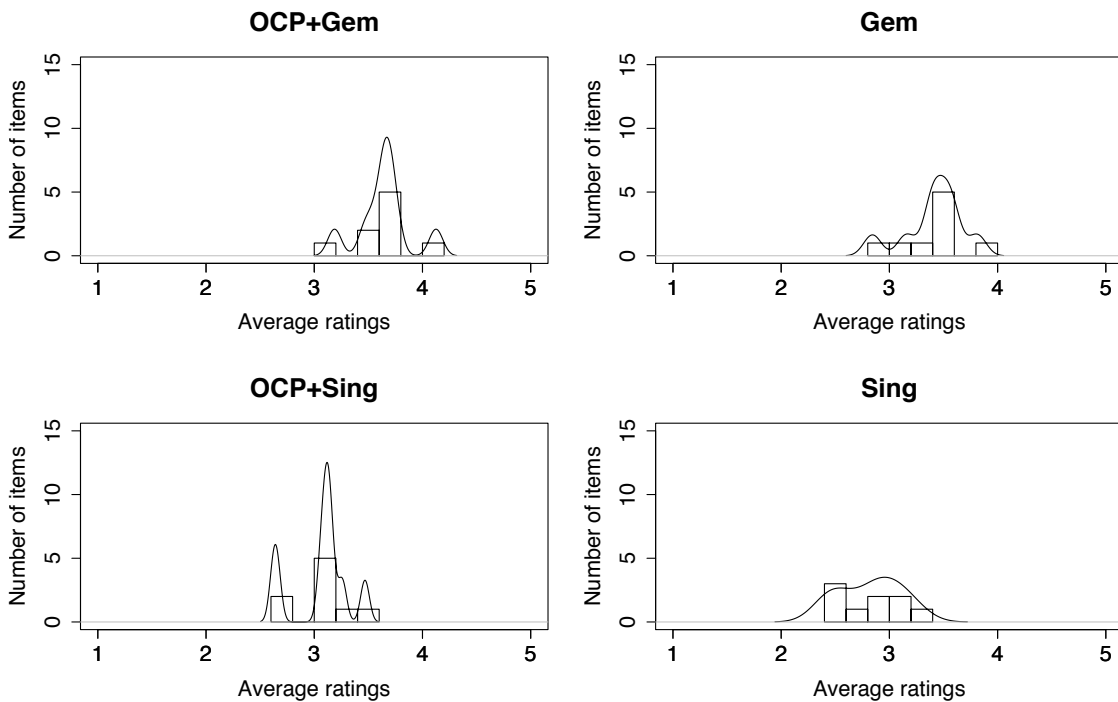 OCP+Gem
Number of items
0 5 10 15
1 2 3 4 5
Average ratings
Gem
Number of items
0 5 10 15
1 2 3 4 5
Average ratings
OCP+Sing
Number of items
0 5 10 15
1 2 3 4 5
Average ratings
Sing
Number of items
0 5 10 15
1 2 3 4 5
Average ratings